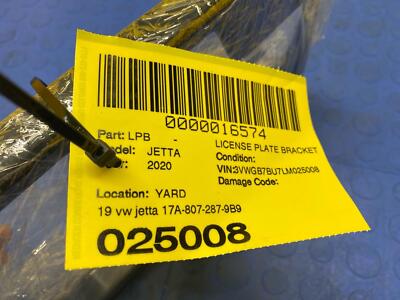 0000016574
Part: LPB - LICENSE PLATE BRACKET
Model: JETTA Condition:
2020 VIN:3VWGB7BU7LM025008
Damage Code:
Location: YARD
19 vw jetta 17A-807-287-9B9
025008